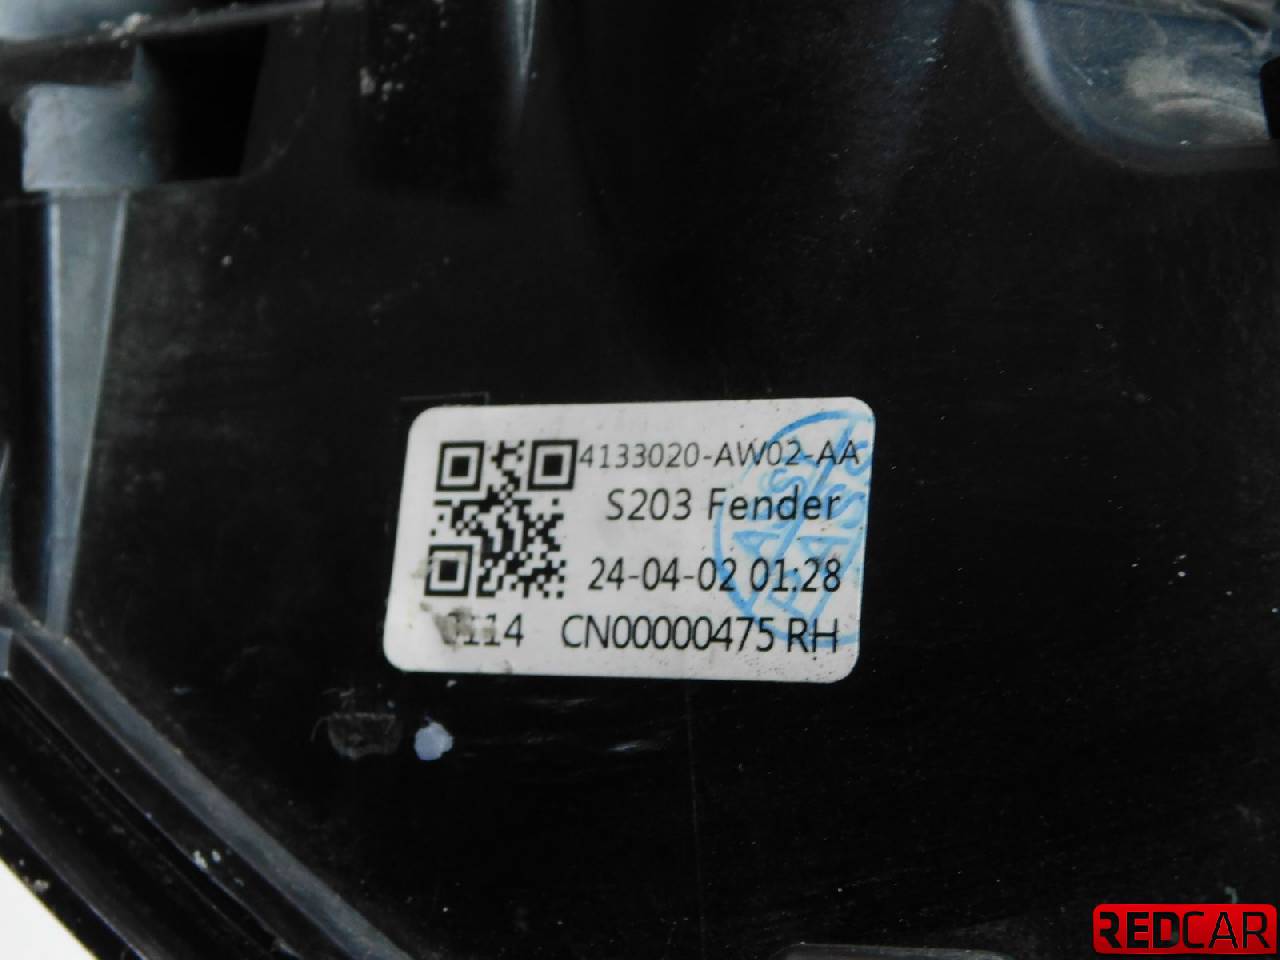 4133020-AW02-AA
S203 Fender
24-04-02 01:28
CN00000475 RH
REDCAR